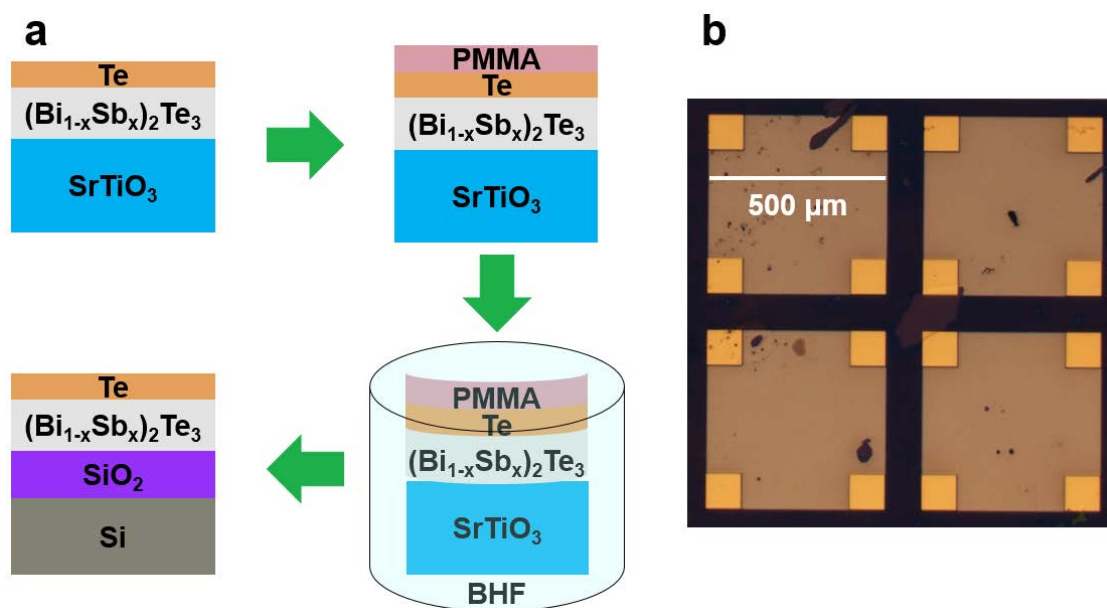 a
Te
(Bi₁₋ₓSbₓ)₂Te₃
SrTiO₃
PMMA
Te
(Bi₁₋ₓSbₓ)₂Te₃
SrTiO₃
PMMA
Te
(Bi₁₋ₓSbₓ)₂Te₃
SrTiO₃
BHF
Te
(Bi₁₋ₓSbₓ)₂Te₃
SiO₂
Si
b
500 μm